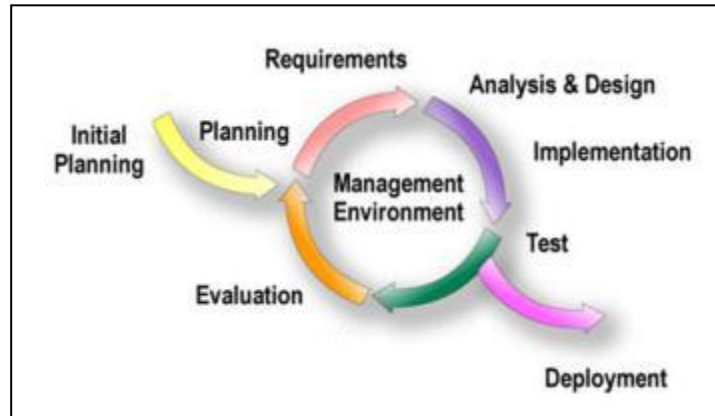 Requirements
Analysis & Design
Planning
Initial
Planning
Implementation
Management
Environment
Test
Evaluation
Deployment